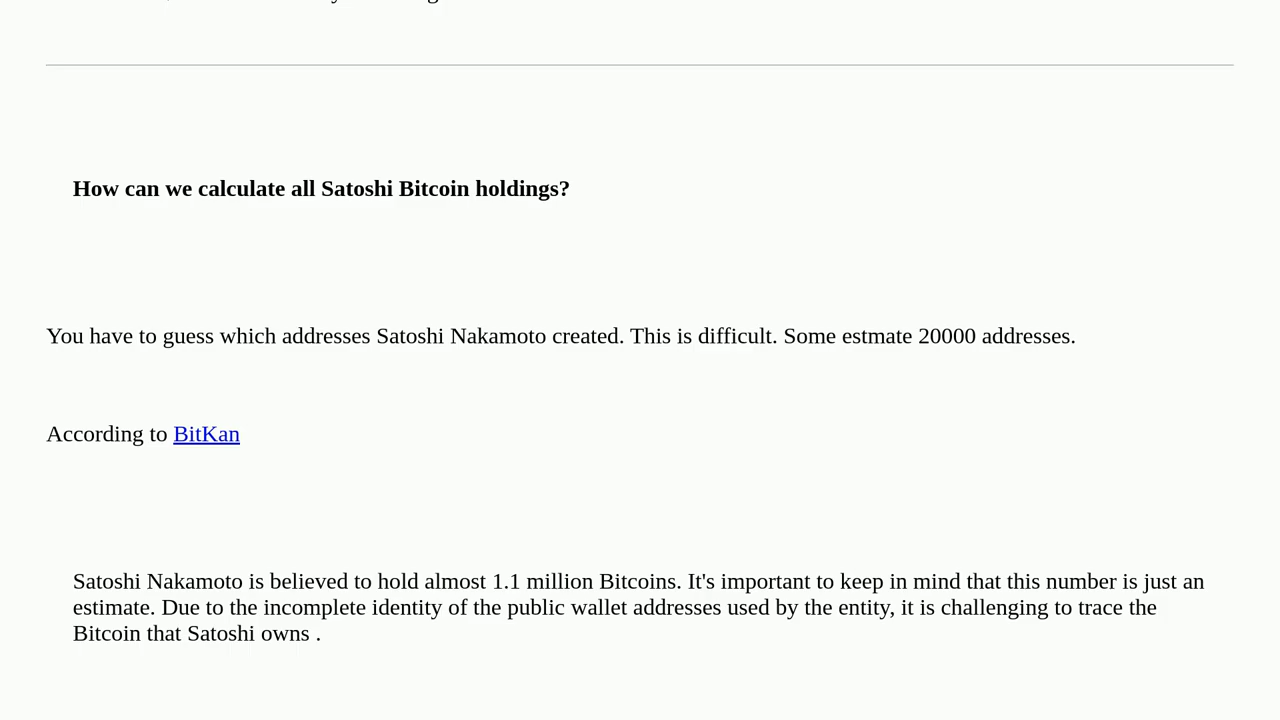 How can we calculate all Satoshi Bitcoin holdings?
You have to guess which addresses Satoshi Nakamoto created. This is difficult. Some estmate 20000 addresses.
According to BitKan
Satoshi Nakamoto is believed to hold almost 1.1 million Bitcoins. It's important to keep in mind that this number is just an
estimate. Due to the incomplete identity of the public wallet addresses used by the entity, it is challenging to trace the
Bitcoin that Satoshi owns .